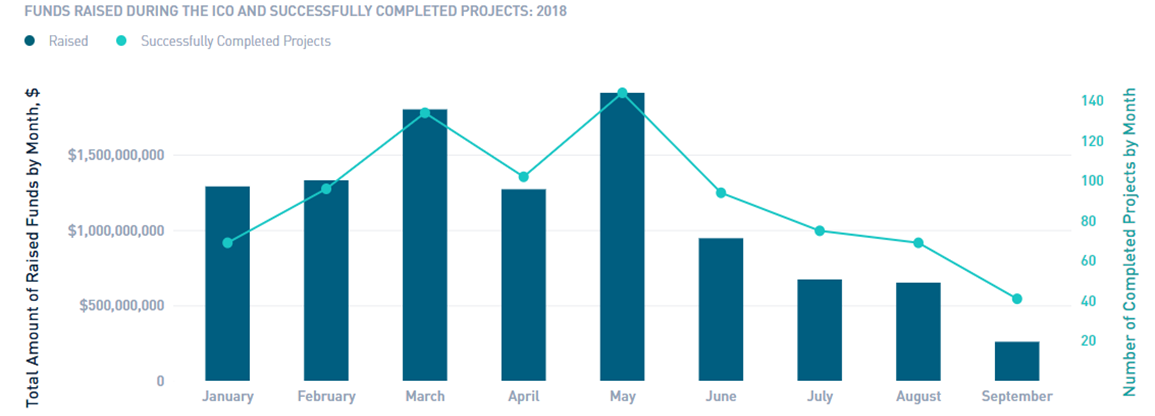 FUNDS RAISED DURING THE ICO AND SUCCESSFULLY COMPLETED PROJECTS: 2018
Raised
Successfully Completed Projects
Total Amount of Raised Funds by Month, $
$1,500,000,000
$1,000,000,000
$500,000,000
0
140
120
100
80
60
40
20
Number of Completed Projects by Month
January
February
March
April
May
June
July
August
September